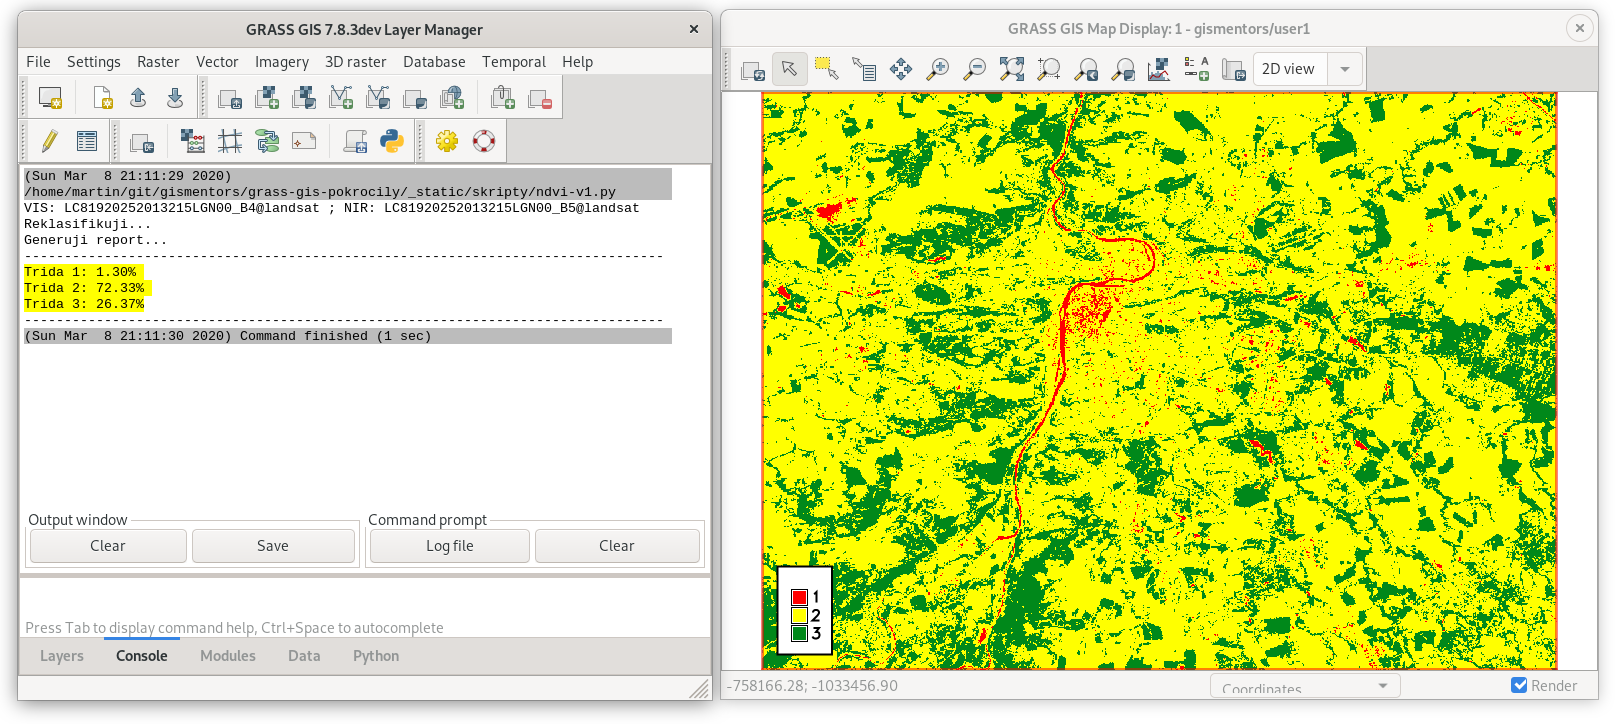 GRASS GIS 7.8.3dev Layer Manager
File Settings Raster Vector Imagery 3D raster Database Temporal Help
(Sun Mar  8 21:11:29 2020)
/home/martin/git/gismentors/grass-gis-pokrocily/_static/skripty/ndvi-v1.py
VIS: LC81920252013215LGN00_B4@landsat ; NIR: LC81920252013215LGN00_B5@landsat
Reklasifikuji...
Generuji report...
--------------------------------------------------------------------------------
Trida 1: 1.30%
Trida 2: 72.33%
Trida 3: 26.37%
--------------------------------------------------------------------------------
(Sun Mar  8 21:11:30 2020) Command finished (1 sec)
Output window Command prompt
Clear Save Log file Clear
Press Tab to display command help, Ctrl+Space to autocomplete
Layers Console Modules Data Python
GRASS GIS Map Display: 1 - gismentors/user1
2D view
1
2
3
-758166.28; -1033456.90 Coordinates Render